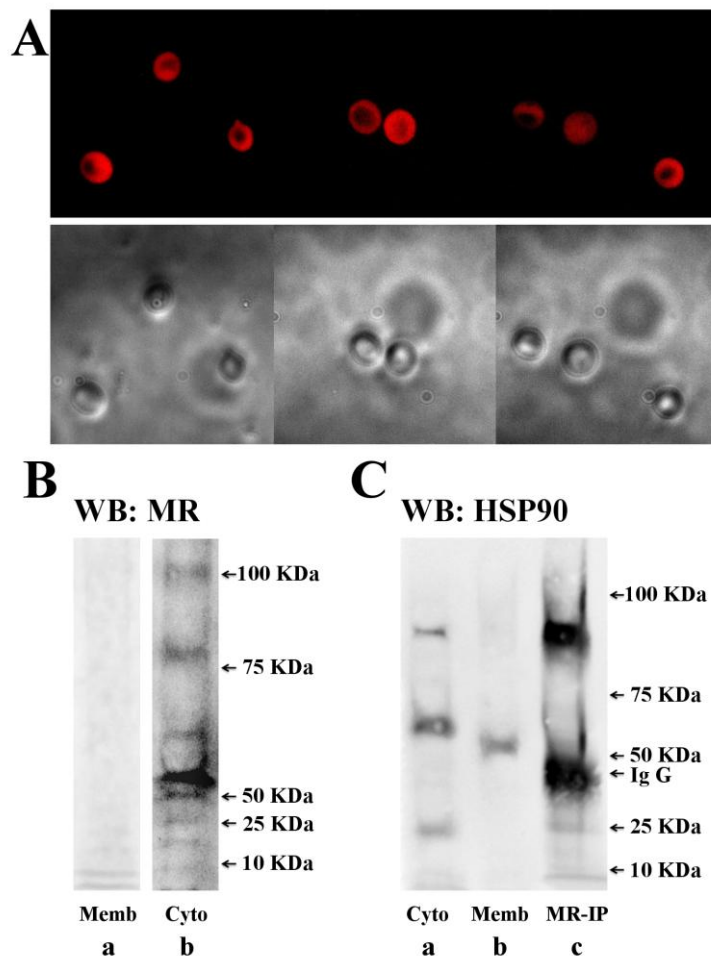 A
B
WB: MR
←100 KDa
← 75 KDa
← 50 KDa
← 25 KDa
← 10 KDa
Memb
Cyto
a
b
C
WB: HSP90
←100 KDa
←75 KDa
←50 KDa
←Ig G
←25 KDa
←10 KDa
Cyto
Memb
MR-IP
a
b
c